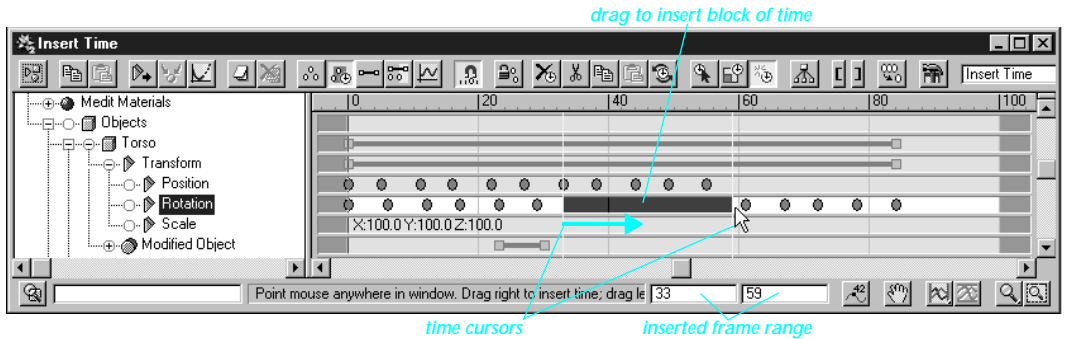 drag to insert block of time
Insert Time
Insert Time
Medit Materials
0 20 40 60 80 100
Objects
Torso
Transform
Position
Rotation
Scale
X:100.0 Y:100.0 Z:100.0
Modified Object
Point mouse anywhere in window. Drag right to insert time; drag le
33
59
42
time cursors
inserted frame range